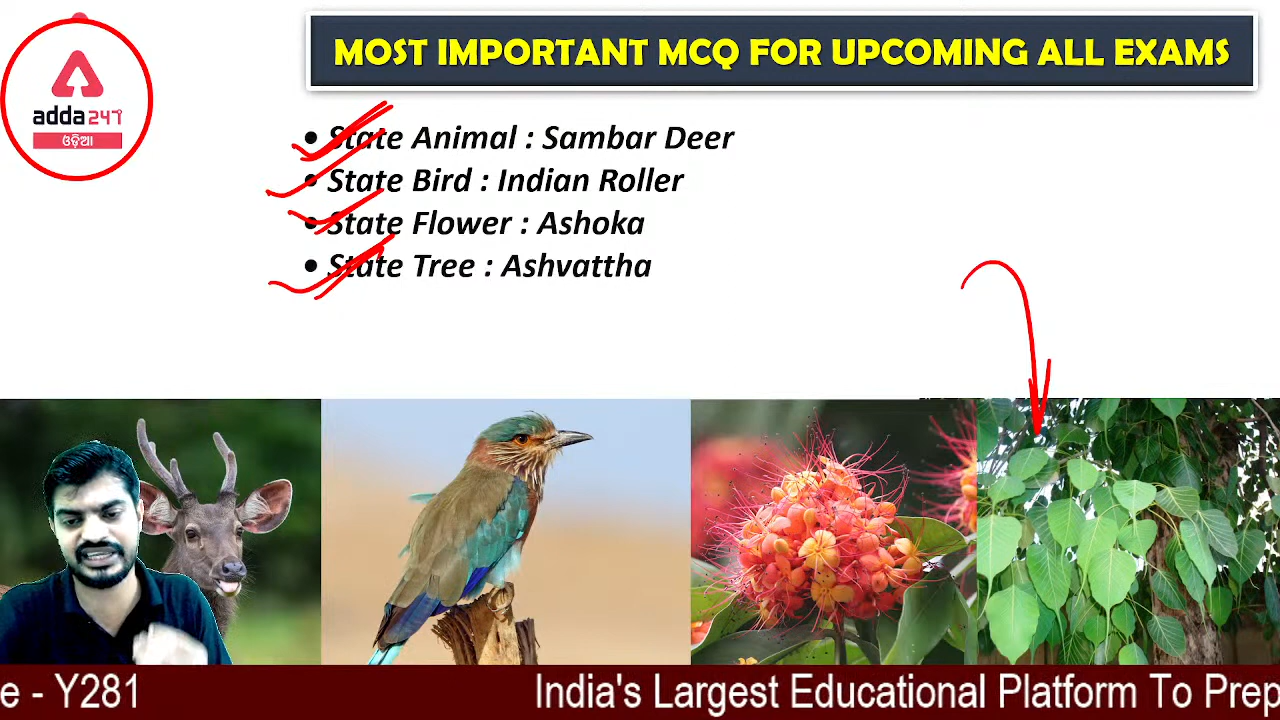 MOST IMPORTANT MCQ FOR UPCOMING ALL EXAMS
adda247
ଓଡ଼ିଆ
• State Animal : Sambar Deer
• State Bird : Indian Roller
• State Flower : Ashoka
• State Tree : Ashvattha
e - Y281
India's Largest Educational Platform To Prep